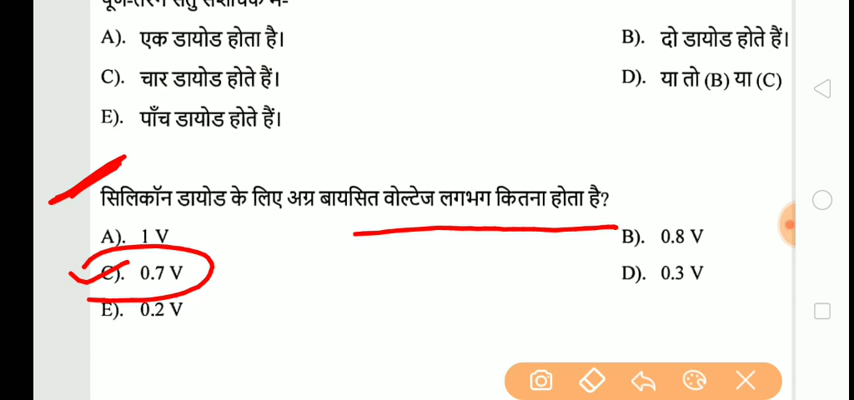 A). एक डायोड होता है।
B). दो डायोड होते हैं।
C). चार डायोड होते हैं।
D). या तो (B) या (C)
E). पाँच डायोड होते हैं।
सिलिकॉन डायोड के लिए अग्र बायसित वोल्टेज लगभग कितना होता है?
A). 1 V
B). 0.8 V
C). 0.7 V
D). 0.3 V
E). 0.2 V